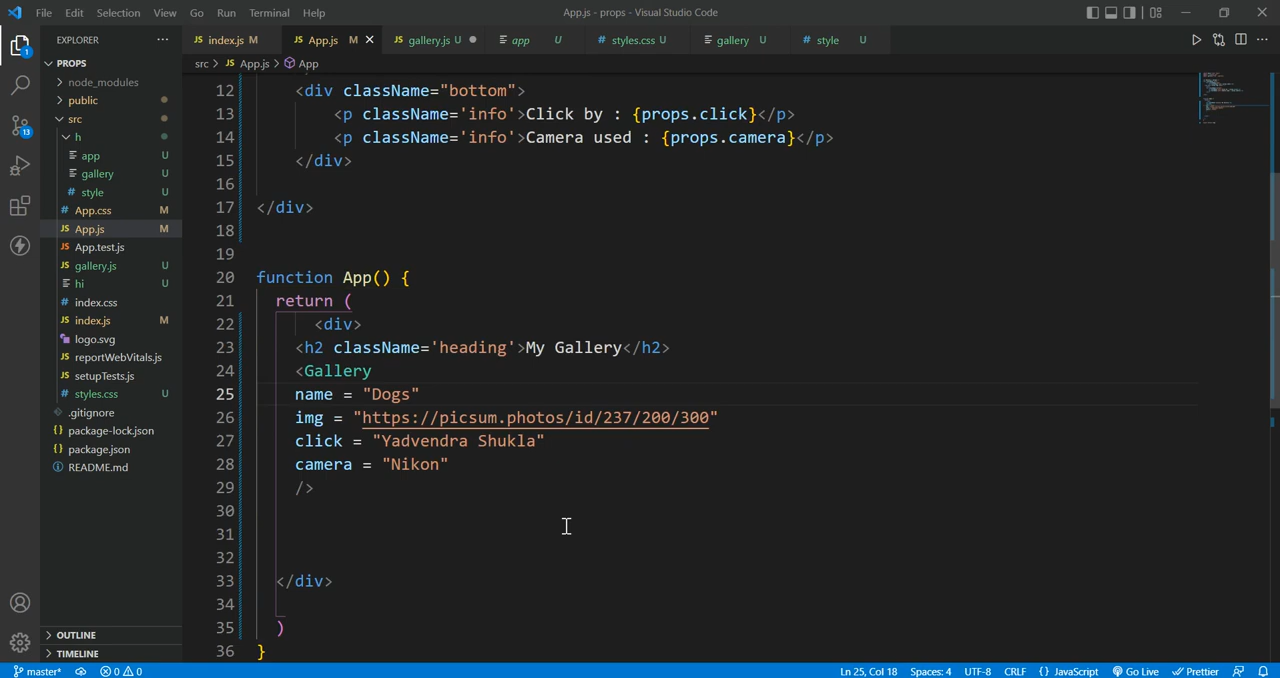 File Edit Selection View Go Run Terminal Help
App.js - props - Visual Studio Code
EXPLORER
index.js M
App.js M
gallery.js U
app U
styles.css U
gallery U
style U
src > App.js > App
PROPS
node_modules
public
src
h
app U
gallery U
style U
App.css M
App.js M
App.test.js
gallery.js U
hi U
index.css
index.js M
logo.svg
reportWebVitals.js
setupTests.js
styles.css U
.gitignore
package-lock.json
package.json
README.md
OUTLINE
TIMELINE
1
13
12 <div className="bottom">
13 <p className='info'>Click by : {props.click}</p>
14 <p className='info'>Camera used : {props.camera}</p>
15 </div>
16
17 </div>
18
19
20 function App() {
21 return (
22 <div>
23 <h2 className='heading'>My Gallery</h2>
24 <Gallery
25 name = "Dogs"
26 img = "https://picsum.photos/id/237/200/300"
27 click = "Yadvendra Shukla"
28 camera = "Nikon"
29 />
30
31
32
33 </div>
34
35 )
36 }
master* 0 0
Ln 25, Col 18 Spaces: 4 UTF-8 CRLF {} JavaScript Go Live Prettier